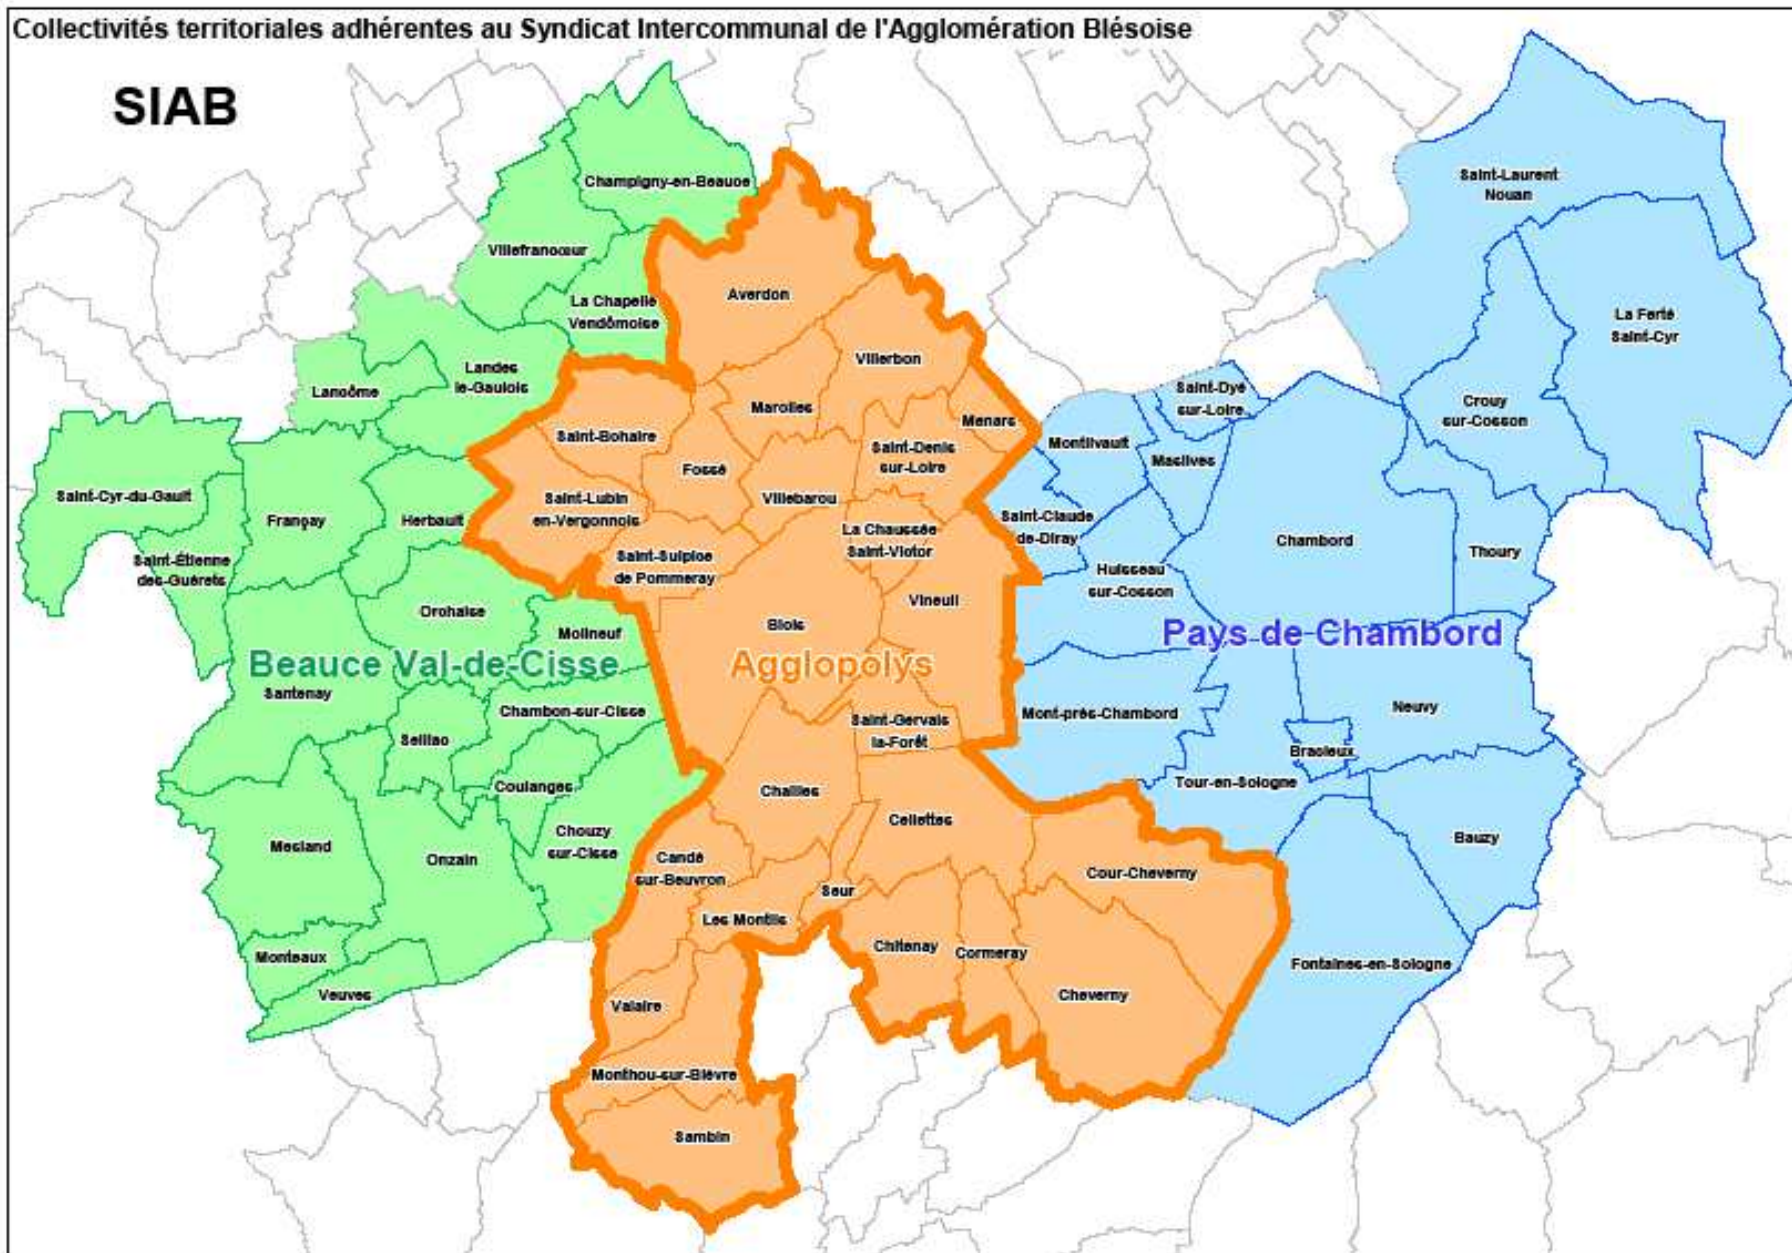 Collectivités territoriales adhérentes au Syndicat Intercommunal de l'Agglomération Blésoise
SIAB
Champigny-en-Beauce
Villefrancœur
La Chapelle
Vendômoise
Landes
le-Gaulois
Lancôme
Saint-Cyr-du-Gault
Françay
Herbault
Saint-Étienne
des-Guérets
Orchaise
Molineuf
Beauce Val-de-Cisse
Santenay
Chambon-sur-Cisse
Seillac
Coulanges
Mesland
Onzain
Chouzy
sur-Cisse
Monteaux
Veuves
Averdon
Villerbon
Marolles
Menars
Saint-Bohaire
Fossé
Saint-Denis
sur-Loire
Saint-Lubin
en-Vergonnois
Villebarou
La Chaussée
Saint-Victor
Saint-Sulpice
de Pommeray
Vineuil
Blois
Agglopolys
Saint-Gervais
la-Forêt
Chailles
Cellettes
Candé
sur-Beuvron
Seur
Les Montils
Cour-Cheverny
Chitenay
Cormeray
Cheverny
Valaire
Monthou-sur-Bièvre
Sambin
Saint-Laurent
Nouan
La Ferté
Saint-Cyr
Saint-Dyé
sur-Loire
Crouy
sur-Cosson
Montlivault
Maslives
Saint-Claude
de-Diray
Chambord
Thoury
Huisseau
sur-Cosson
Pays de Chambord
Mont-près-Chambord
Neuvy
Bracieux
Tour-en-Sologne
Bauzy
Fontaines-en-Sologne